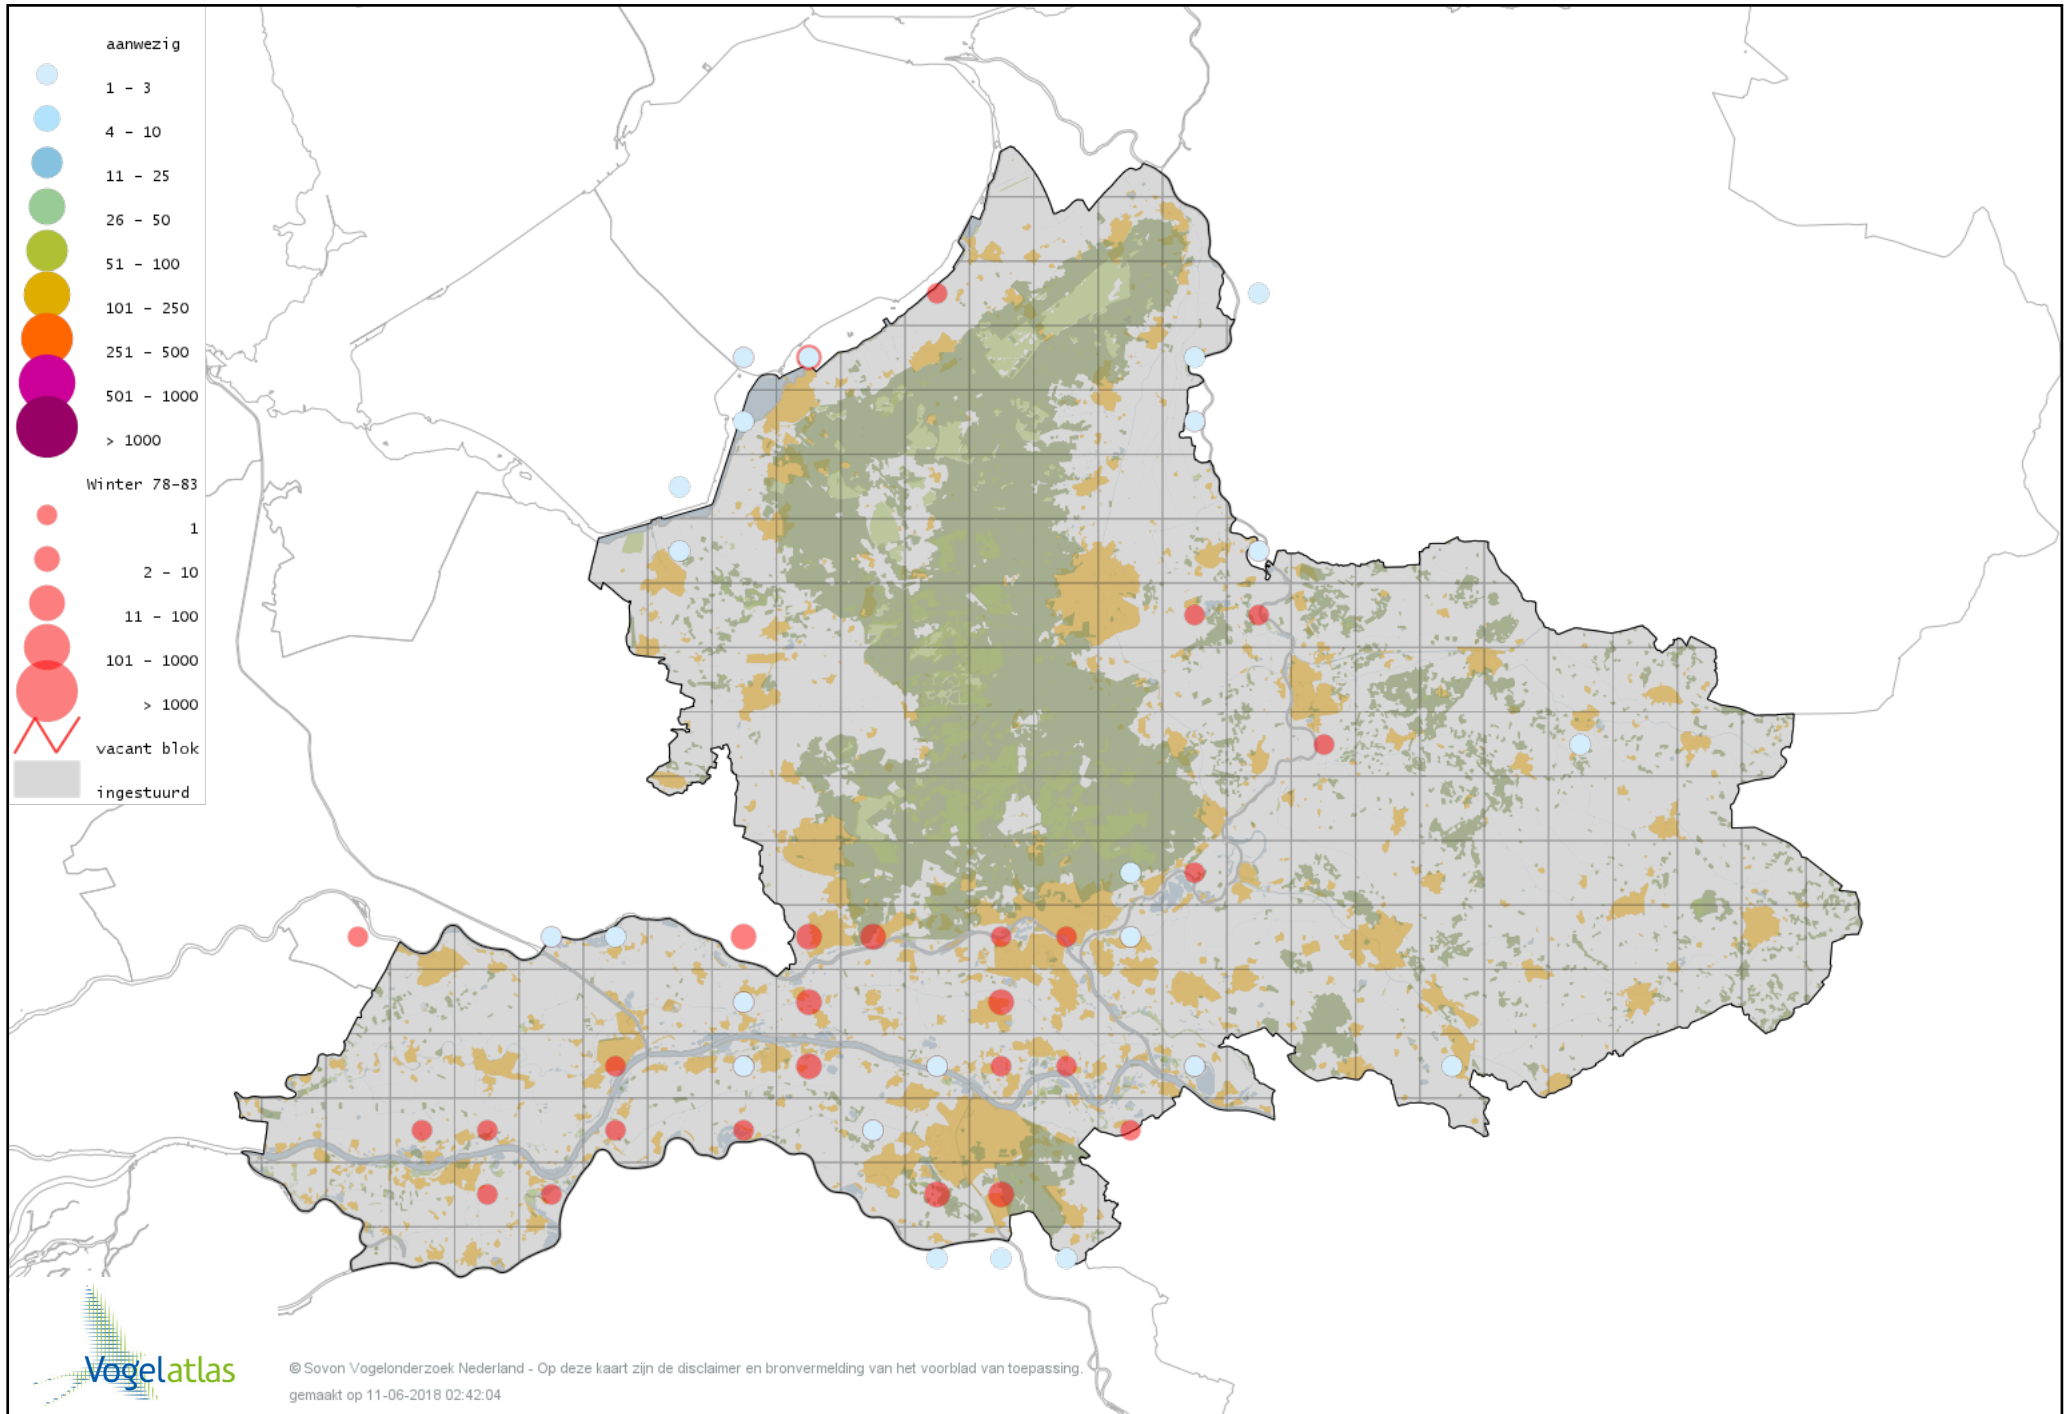 aanwezig
1 - 3
4 - 10
11 - 25
26 - 50
51 - 100
101 - 250
251 - 500
501 - 1000
> 1000
Winter 78-83
1
2 - 10
11 - 100
101 - 1000
> 1000
vacant blok
ingestuurd
Vogelatlas
© Sovon Vogelonderzoek Nederland - Op deze kaart zijn de disclaimer en bronvermelding van het voorblad van toepassing.
gemaakt op 11-06-2018 02:42:04